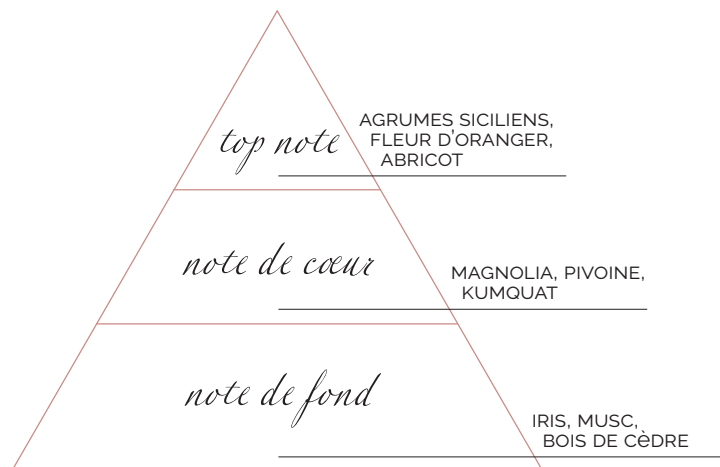 top note
AGRUMES SICILIENS,
FLEUR D'ORANGER,
ABRICOT
note de cœur
MAGNOLIA, PIVOINE,
KUMQUAT
note de fond
IRIS, MUSC,
BOIS DE CÈDRE